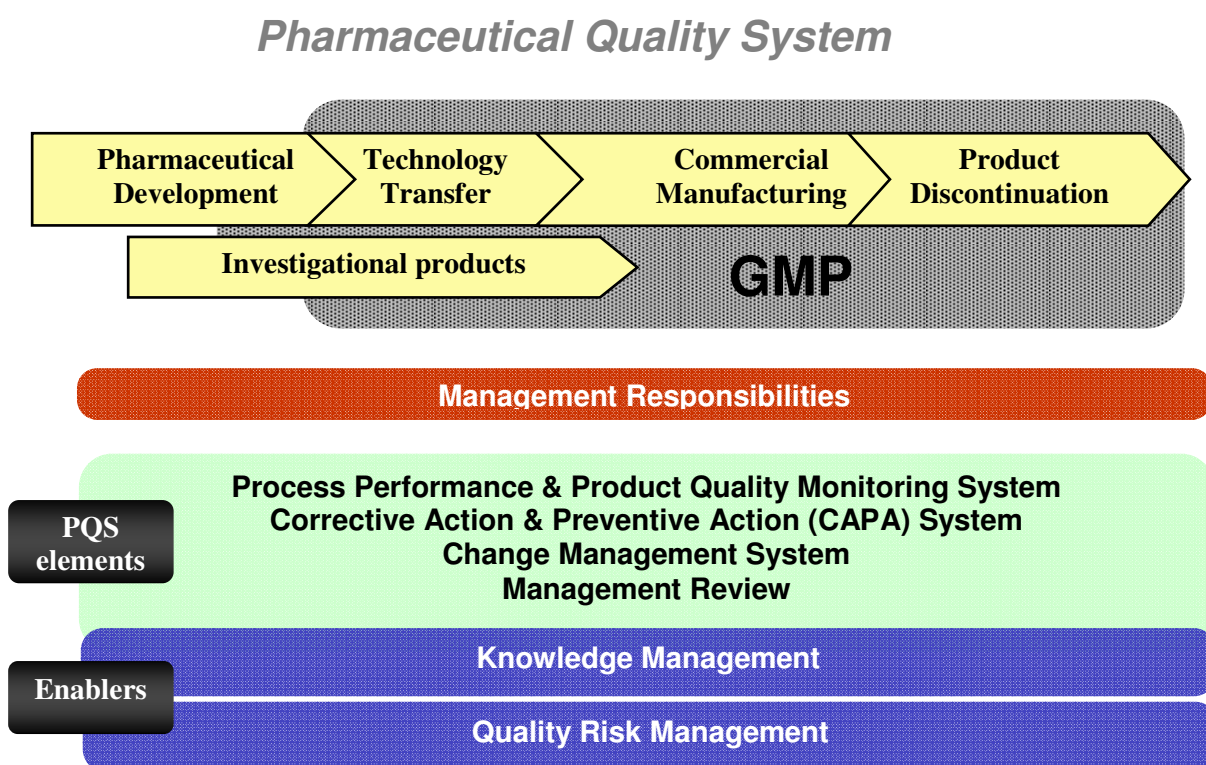 Pharmaceutical Quality System
Pharmaceutical
Development
Technology
Transfer
Commercial
Manufacturing
Product
Discontinuation
Investigational products
GMP
Management Responsibilities
PQS
elements
Process Performance & Product Quality Monitoring System
Corrective Action & Preventive Action (CAPA) System
Change Management System
Management Review
Enablers
Knowledge Management
Quality Risk Management